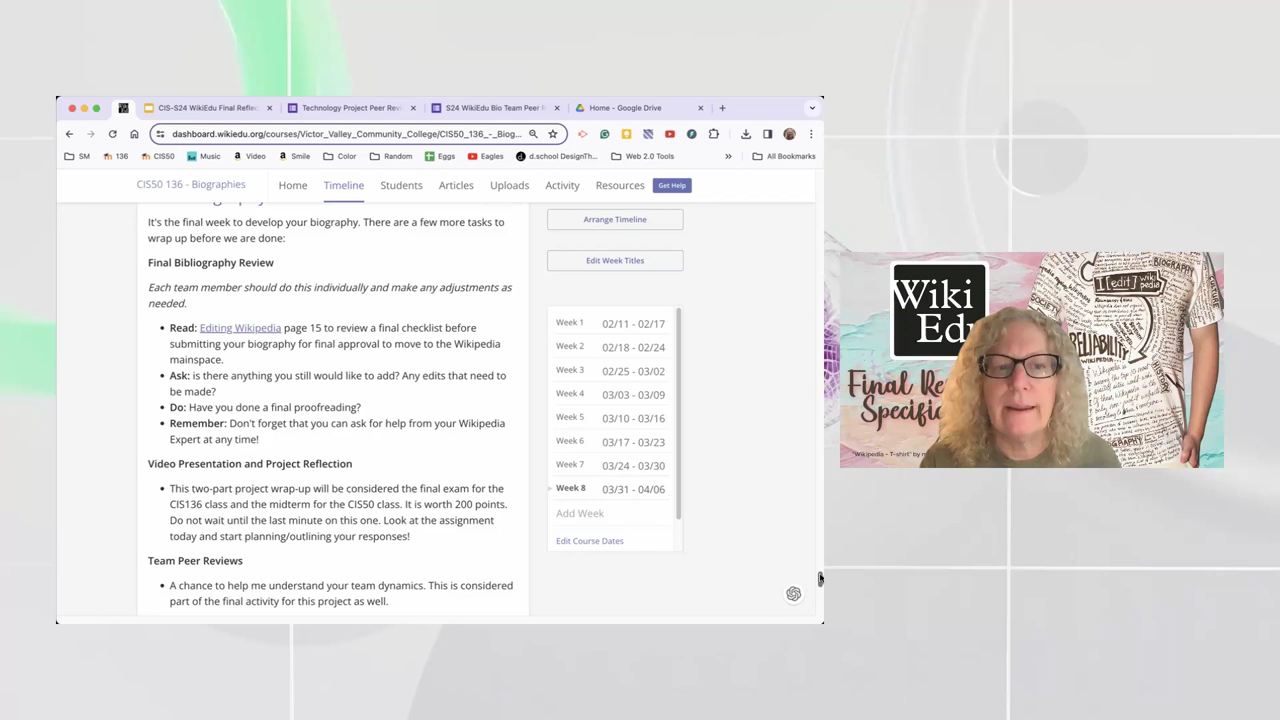 CIS-S24 WikiEdu Final Reflec
Technology Project Peer Revi
S24 WikiEdu Bio Team Peer
Home - Google Drive
dashboard.wikiedu.org/courses/Victor_Valley_Community_College/CIS50_136_-_Biog...
SM
136
CIS50
Music
Video
Smile
Color
Random
Eggs
Eagles
d.school DesignTh...
Web 2.0 Tools
»
All Bookmarks
CIS50 136 - Biographies
Home
Timeline
Students
Articles
Uploads
Activity
Resources
Get Help
It's the final week to develop your biography. There are a few more tasks to
wrap up before we are done:
Final Bibliography Review
Each team member should do this individually and make any adjustments as
needed.
• Read: Editing Wikipedia page 15 to review a final checklist before
submitting your biography for final approval to move to the Wikipedia
mainspace.
• Ask: is there anything you still would like to add? Any edits that need to
be made?
• Do: Have you done a final proofreading?
• Remember: Don't forget that you can ask for help from your Wikipedia
Expert at any time!
Video Presentation and Project Reflection
• This two-part project wrap-up will be considered the final exam for the
CIS136 class and the midterm for the CIS50 class. It is worth 200 points.
Do not wait until the last minute on this one. Look at the assignment
today and start planning/outlining your responses!
Team Peer Reviews
• A chance to help me understand your team dynamics. This is considered
part of the final activity for this project as well.
Arrange Timeline
Edit Week Titles
Week 1 02/11 - 02/17
Week 2 02/18 - 02/24
Week 3 02/25 - 03/02
Week 4 03/03 - 03/09
Week 5 03/10 - 03/16
Week 6 03/17 - 03/23
Week 7 03/24 - 03/30
Week 8 03/31 - 04/06
Add Week
Edit Course Dates
Wiki
Edu
Final Re
Specific
"Wikipedia - T-shirt" by
[edit]
RELIABILITY